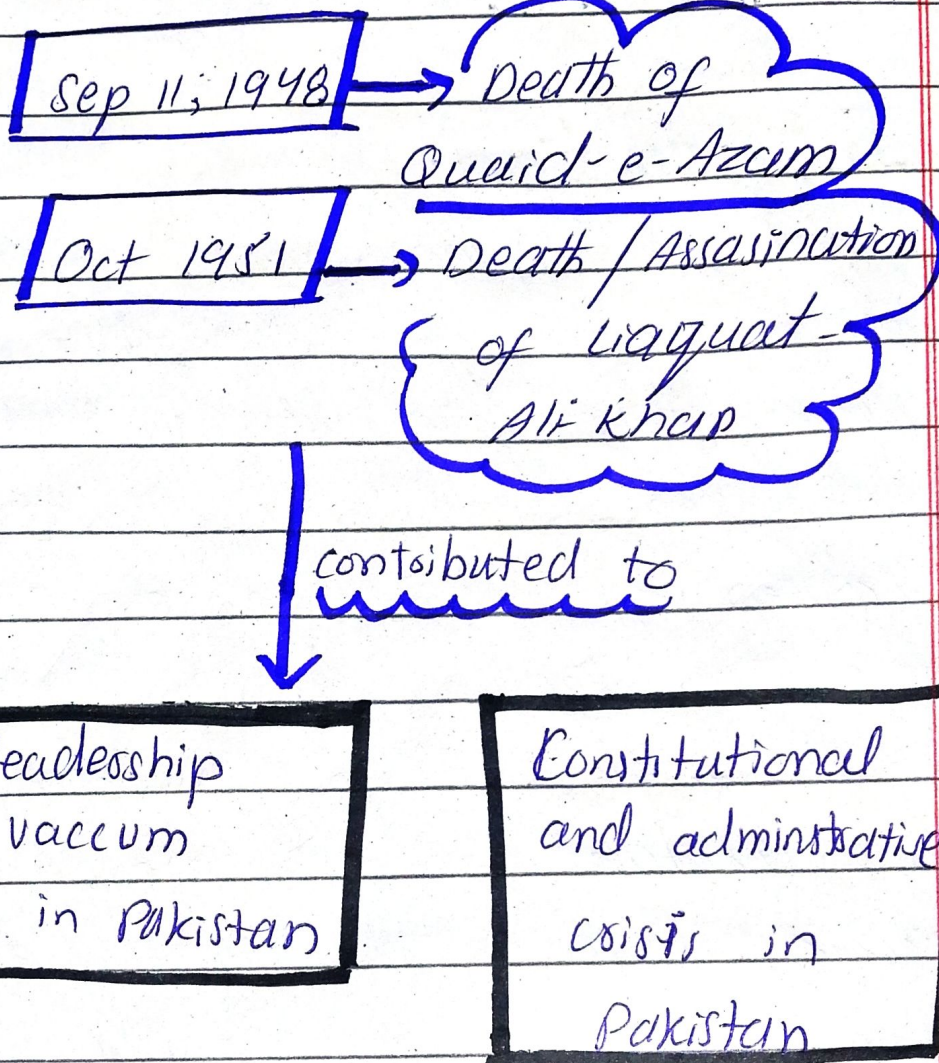 Sep 11, 1948
Death of
Quaid-e-Azam
Oct 1951
Death / Assasination
of Liaquat-
Ali Khan
contributed to
eadership
vaccum
in Pakistan
Constitutional
and adminstrative
crisis in
Pakistan